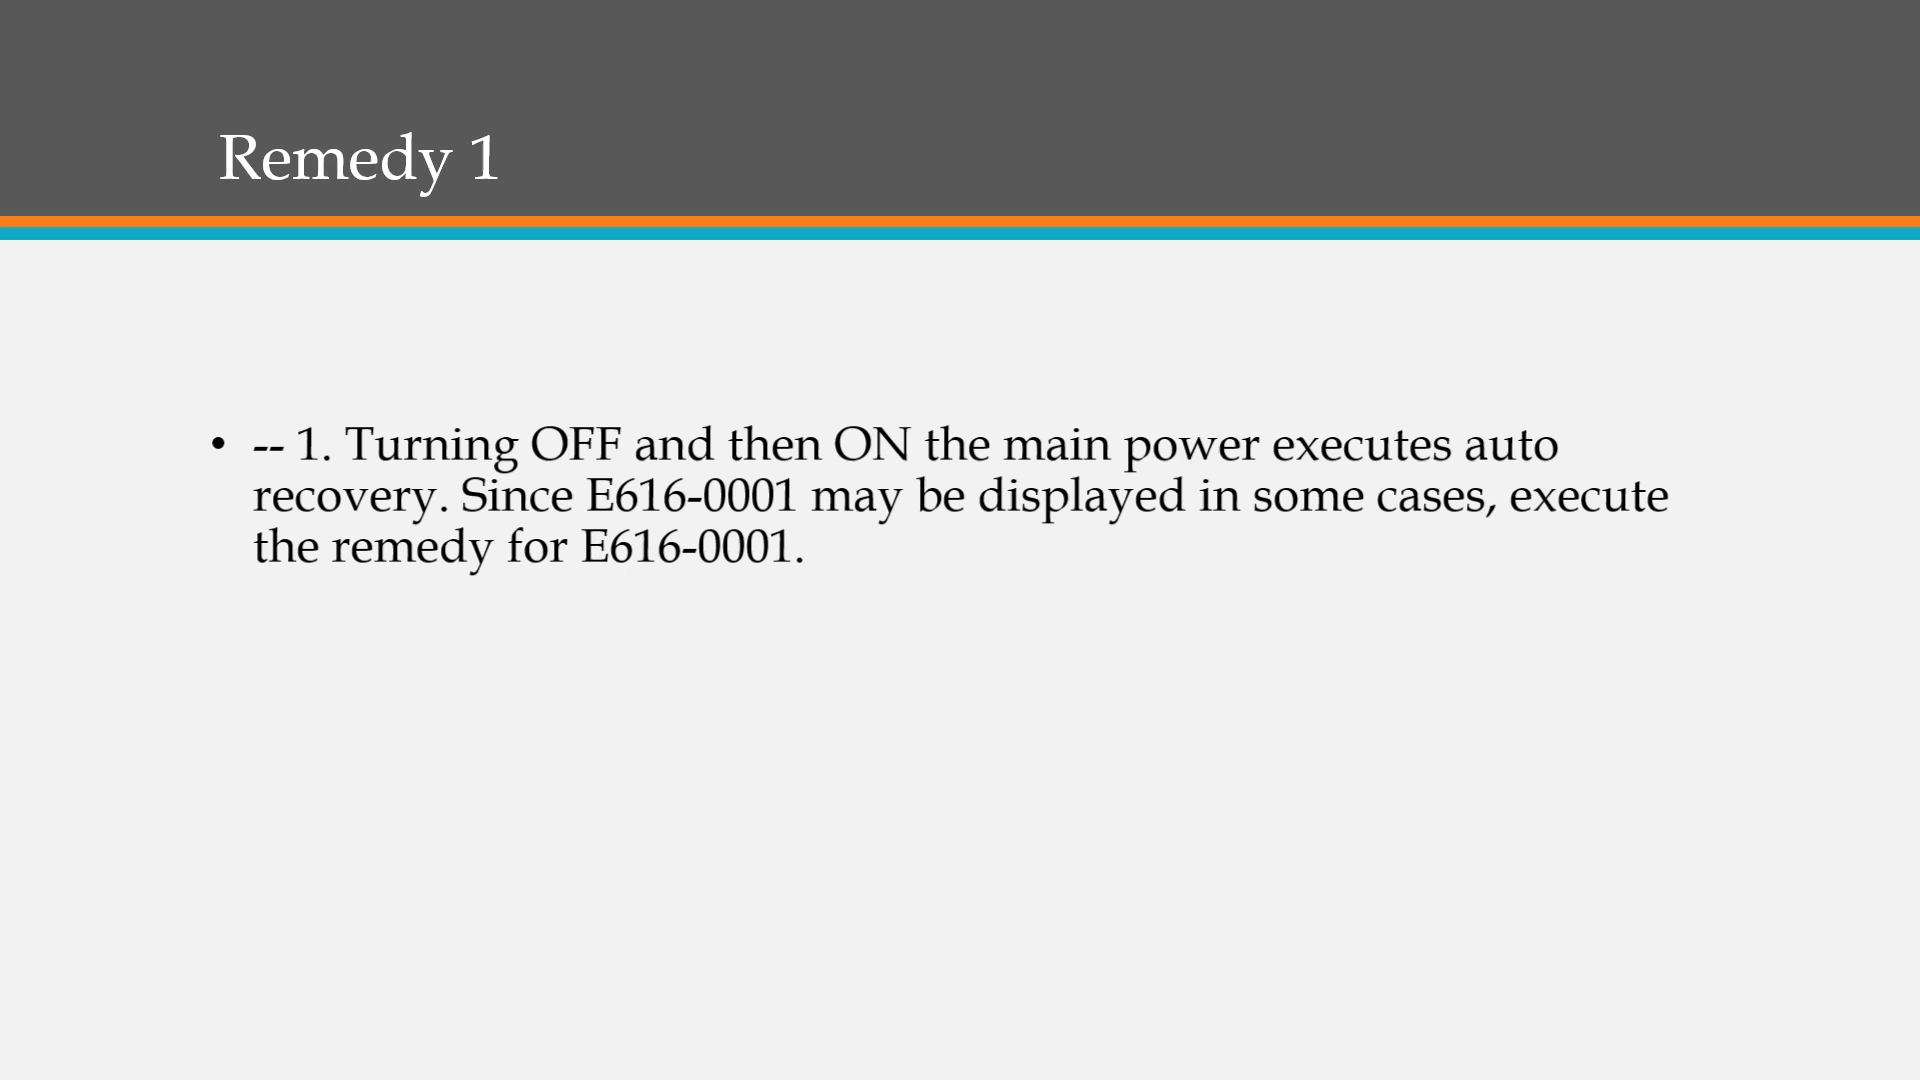 Remedy 1
• -- 1. Turning OFF and then ON the main power executes auto
recovery. Since E616-0001 may be displayed in some cases, execute
the remedy for E616-0001.